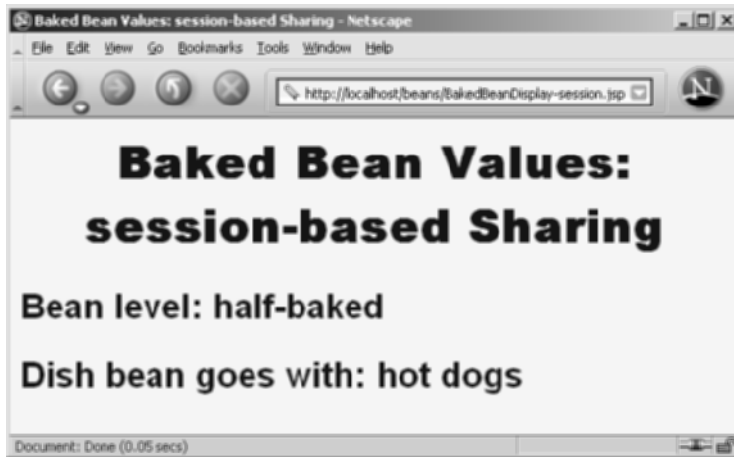 Baked Bean Values: session-based Sharing - Netscape
File Edit View Go Bookmarks Tools Window Help
http://localhost/beans/BakedBeanDisplay-session.jsp
N
Baked Bean Values:
session-based Sharing
Bean level: half-baked
Dish bean goes with: hot dogs
Document: Done (0.05 secs)